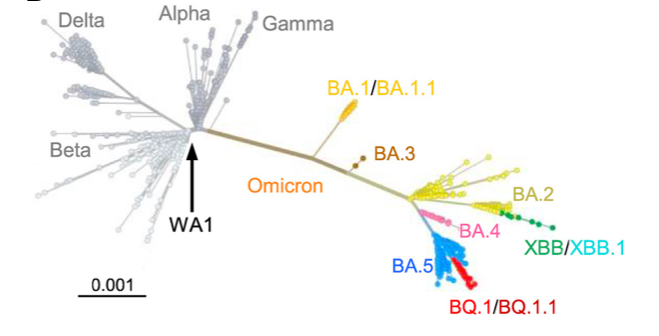 Delta
Alpha
Gamma
BA.1/BA.1.1
Beta
BA.3
Omicron
BA.2
WA1
BA.4
XBB/XBB.1
BA.5
0.001
BQ.1/BQ.1.1